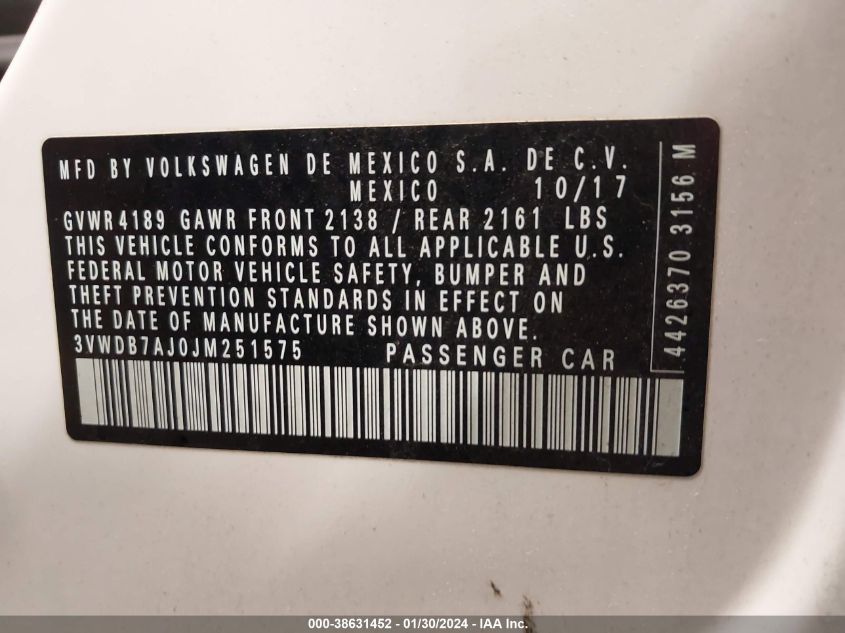 MFD BY VOLKSWAGEN DE MEXICO S.A. DE C.V.
MEXICO 10/17
GVWR 4189 GAWR FRONT 2138 / REAR 2161 LBS
THIS VEHICLE CONFORMS TO ALL APPLICABLE U.S.
FEDERAL MOTOR VEHICLE SAFETY, BUMPER AND
THEFT PREVENTION STANDARDS IN EFFECT ON
THE DATE OF MANUFACTURE SHOWN ABOVE.
3VWDB7AJ0JM251575 PASSENGER CAR
4426370 3156 M
000-38631452 - 01/30/2024 - IAA Inc.